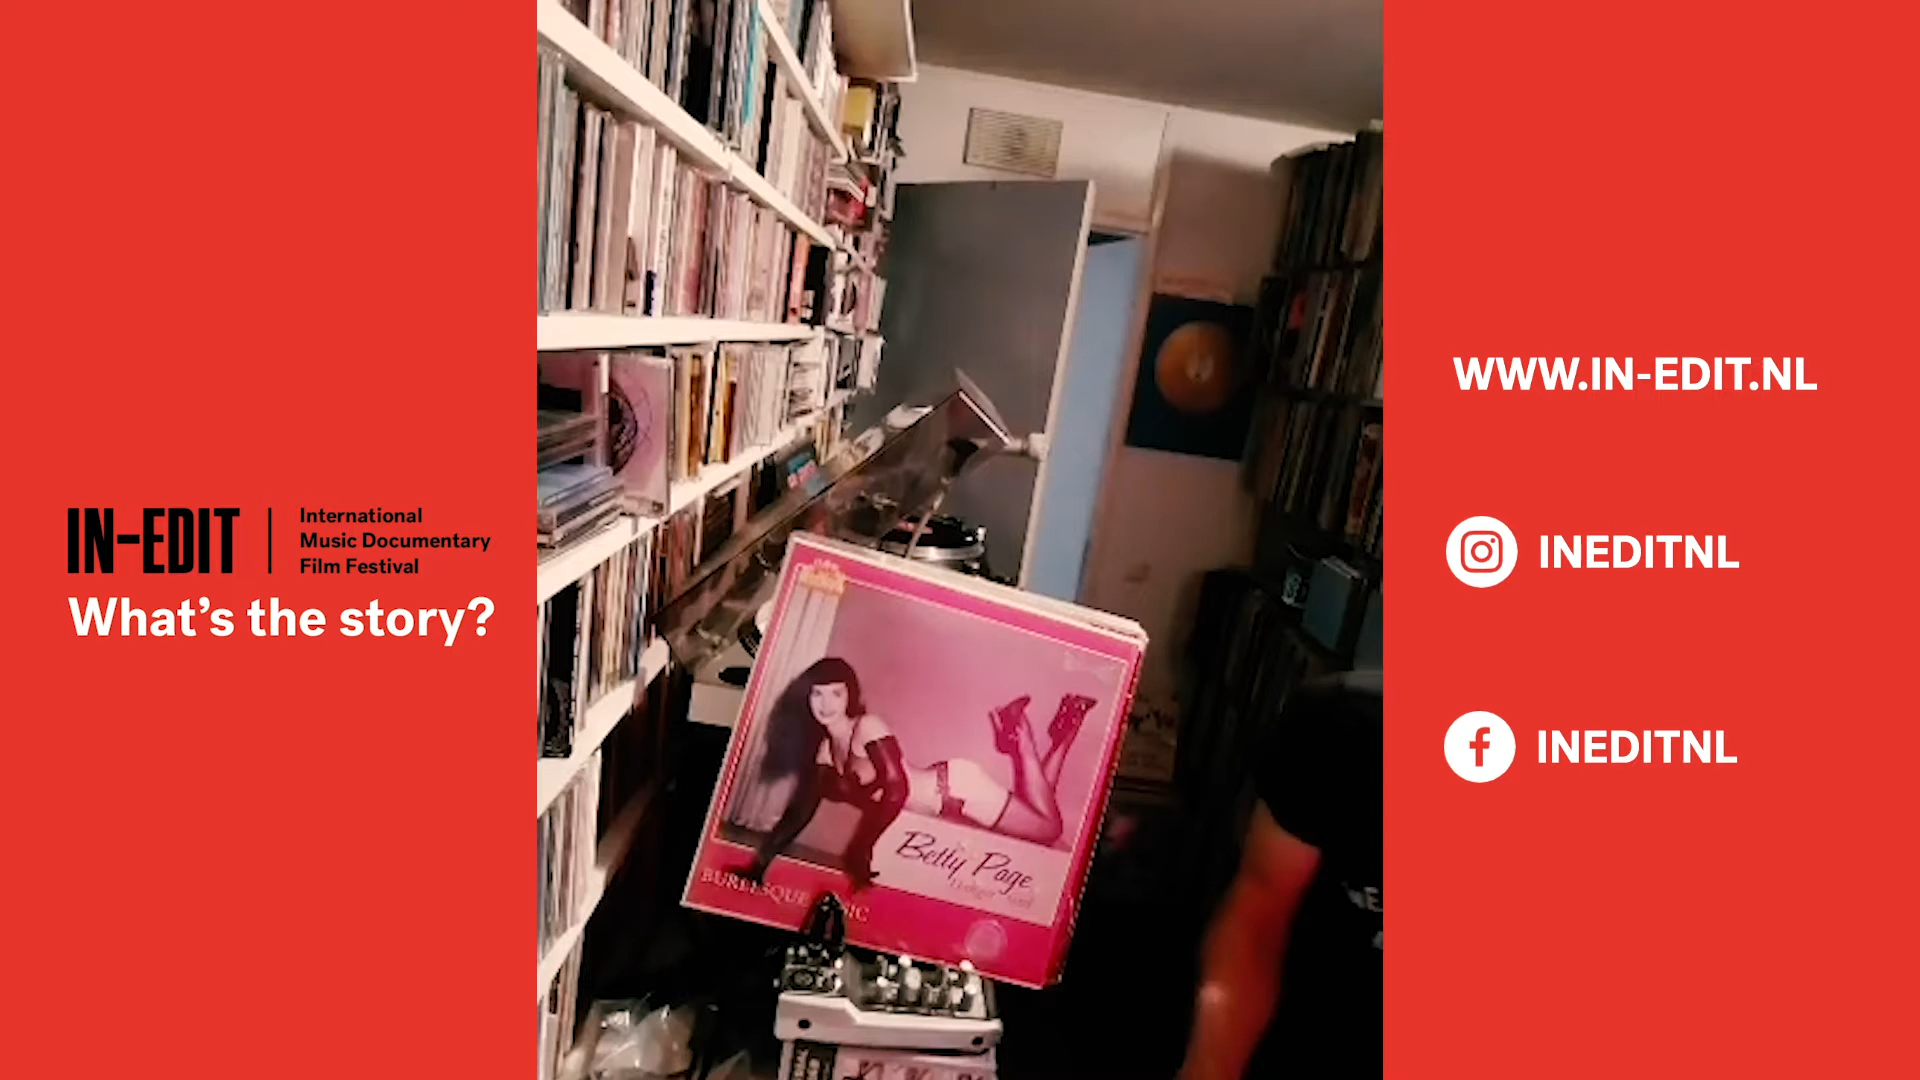 IN-EDIT
International
Music Documentary
Film Festival
What's the story?
Betty Page
BURLESQUE
WWW.IN-EDIT.NL
INEDITNL
INEDITNL